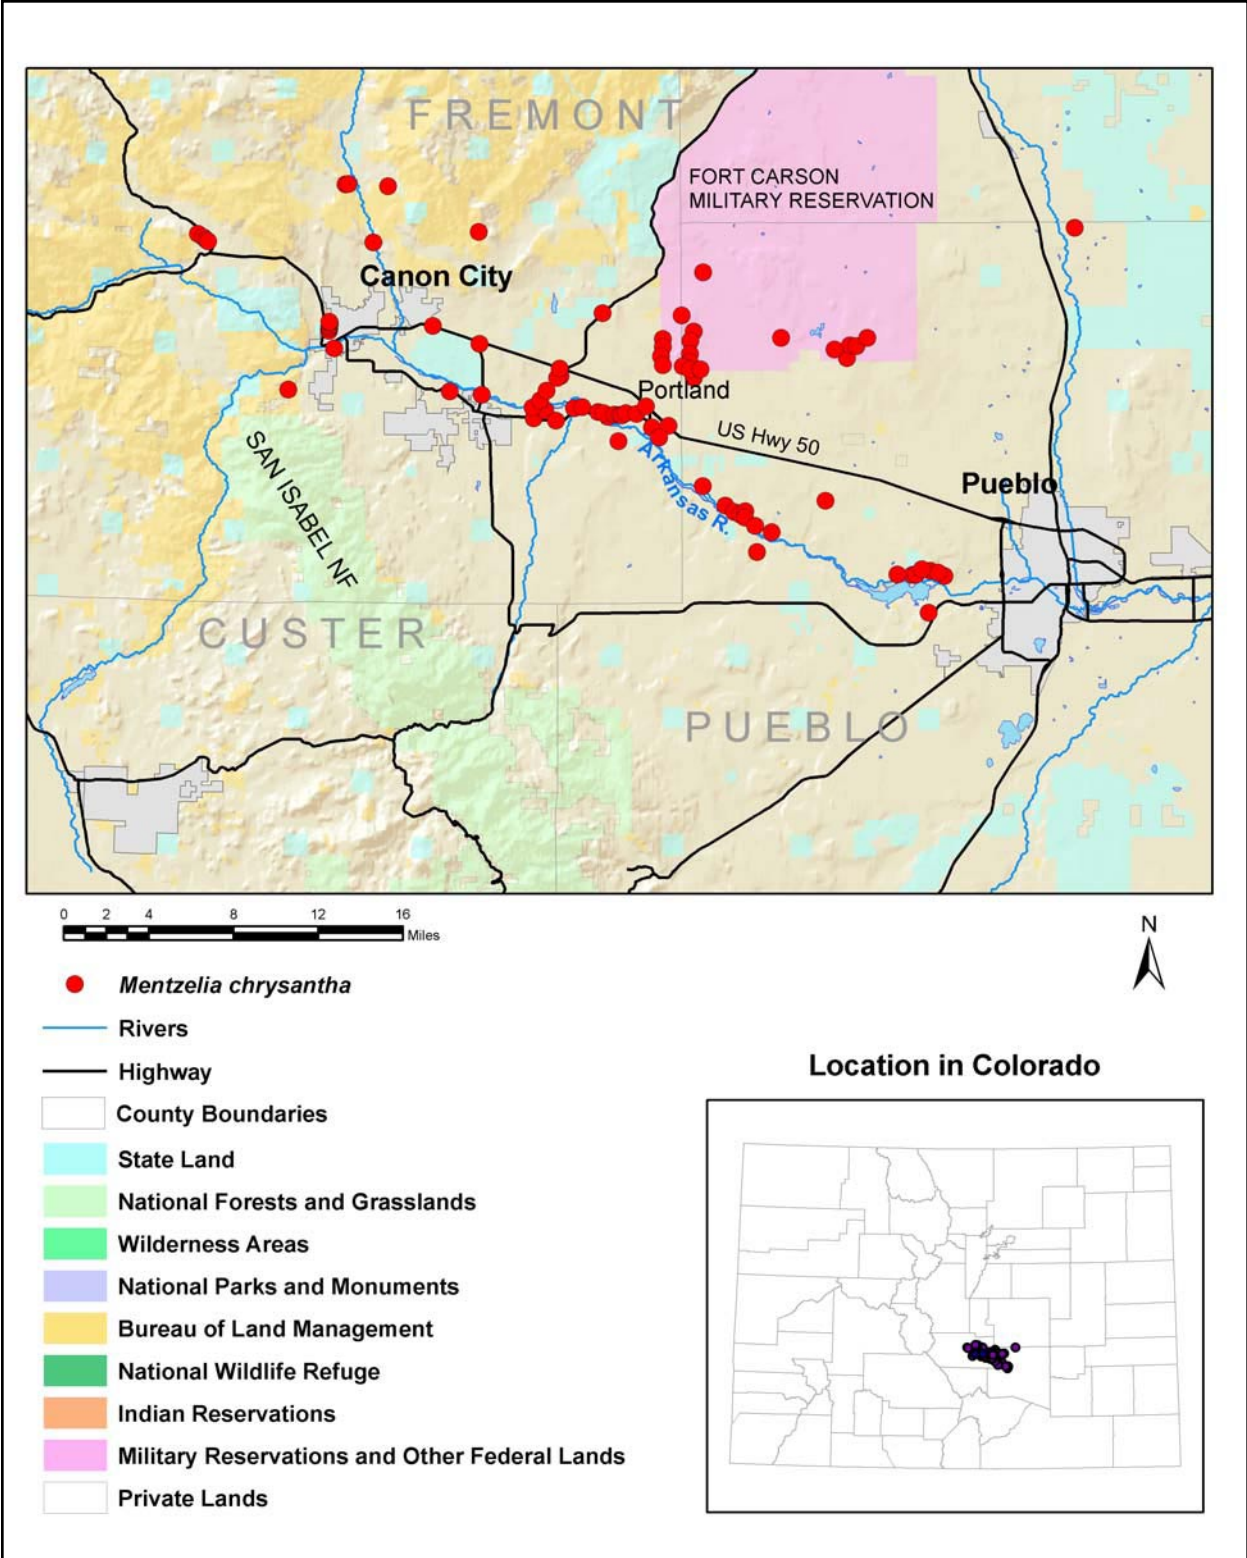 FREMONT
FORT CARSON
MILITARY RESERVATION
Canon City
Portland
US Hwy 50
SAN ISABEL NF
Arkansas R.
Pueblo
CUSTER
PUEBLO
0 2 4 8 12 16
Miles
N
Mentzelia chrysantha
Rivers
Highway
County Boundaries
State Land
National Forests and Grasslands
Wilderness Areas
National Parks and Monuments
Bureau of Land Management
National Wildlife Refuge
Indian Reservations
Military Reservations and Other Federal Lands
Private Lands
Location in Colorado